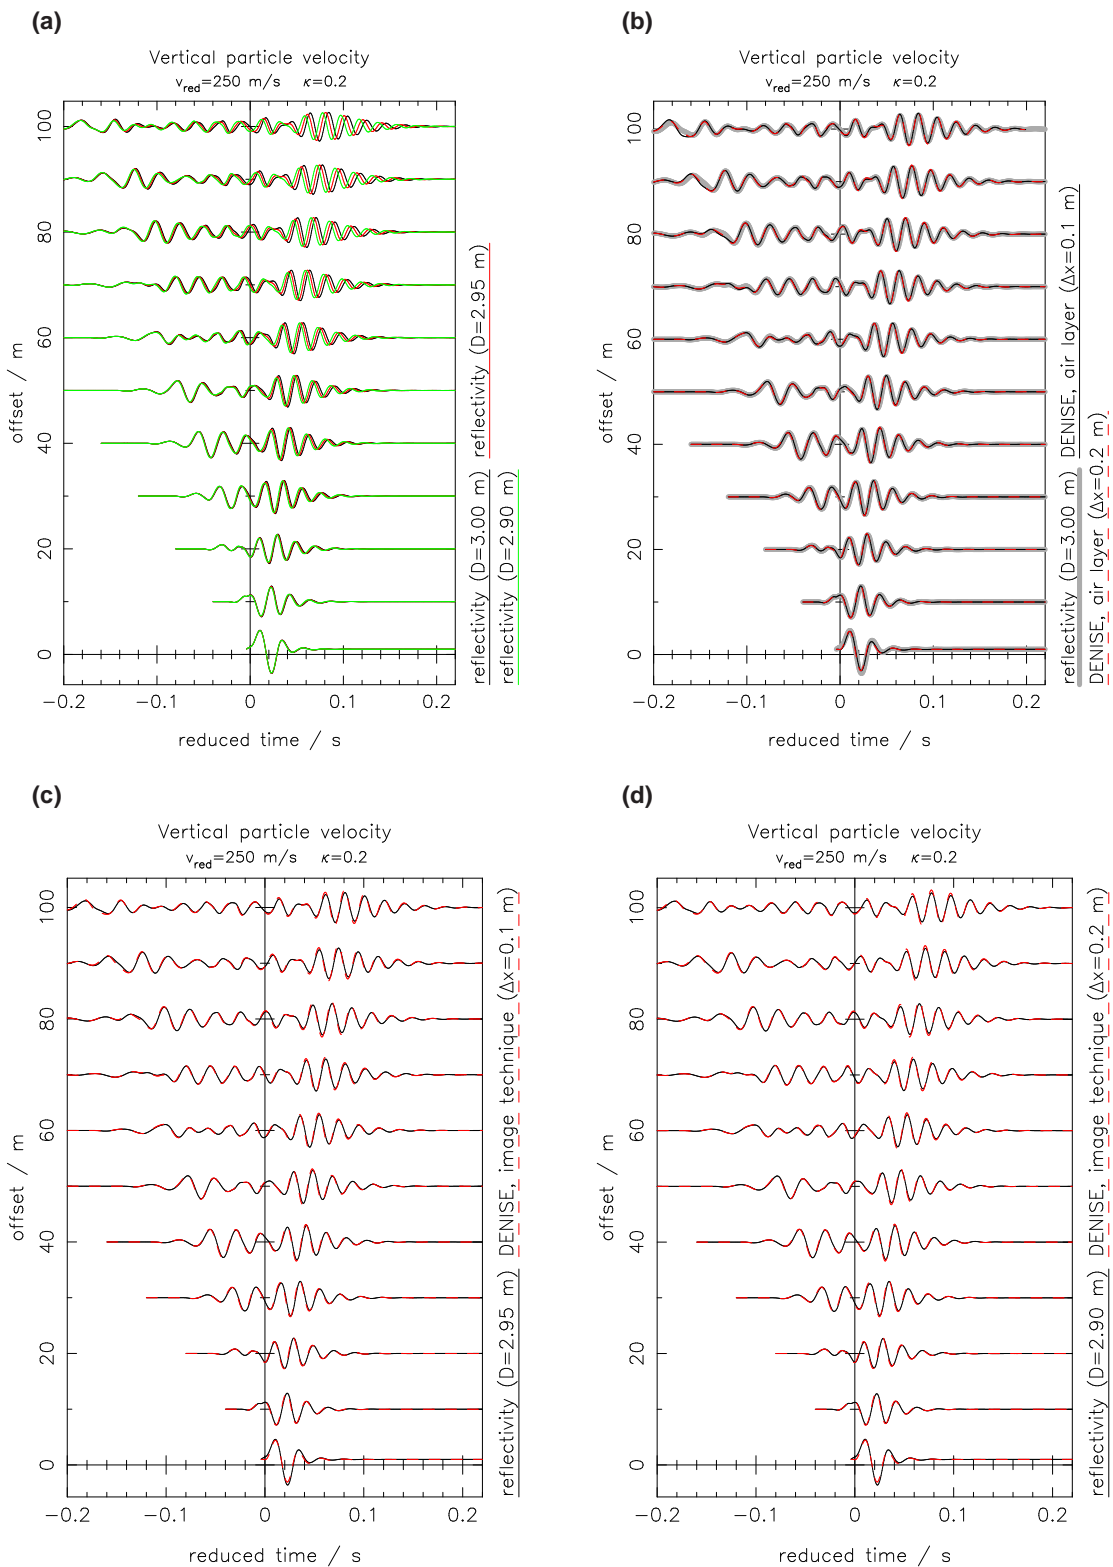 (a)
Vertical particle velocity
v_red=250 m/s κ=0.2
offset / m
0
20
40
60
80
100
−0.2
−0.1
0
0.1
0.2
reduced time / s
reflectivity (D=3.00 m) reflectivity (D=2.95 m)
reflectivity (D=2.90 m)
(b)
Vertical particle velocity
v_red=250 m/s κ=0.2
offset / m
0
20
40
60
80
100
−0.2
−0.1
0
0.1
0.2
reduced time / s
reflectivity (D=3.00 m) DENISE, air layer (Δx=0.1 m)
DENISE, air layer (Δx=0.2 m)
(c)
Vertical particle velocity
v_red=250 m/s κ=0.2
offset / m
0
20
40
60
80
100
−0.2
−0.1
0
0.1
0.2
reduced time / s
reflectivity (D=2.95 m) DENISE, image technique (Δx=0.1 m)
(d)
Vertical particle velocity
v_red=250 m/s κ=0.2
offset / m
0
20
40
60
80
100
−0.2
−0.1
0
0.1
0.2
reduced time / s
reflectivity (D=2.90 m) DENISE, image technique (Δx=0.2 m)